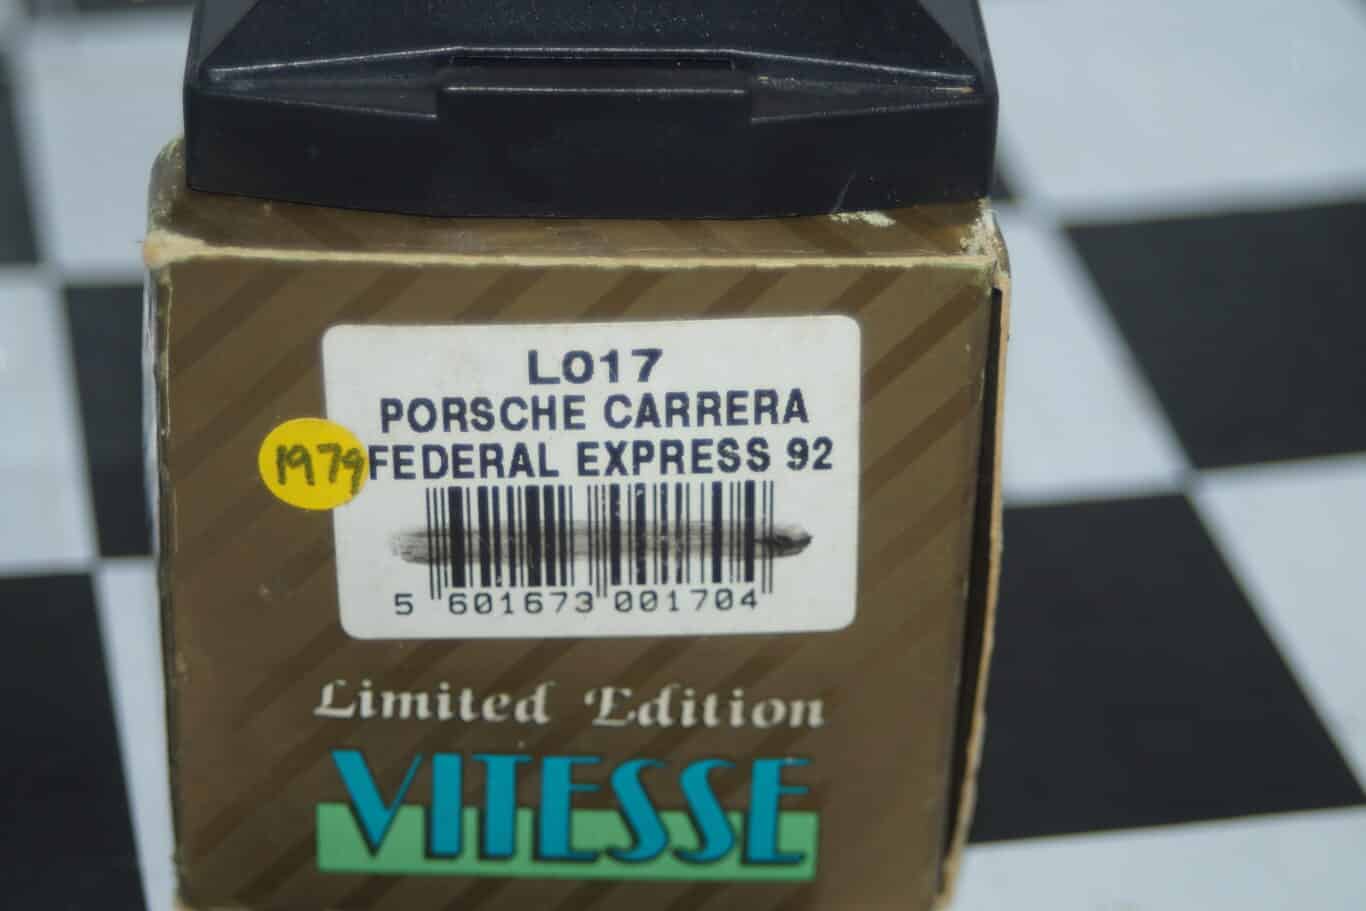 L017
PORSCHE CARRERA
FEDERAL EXPRESS 92
1979
5 601673 001704
Limited Edition
VITESSE